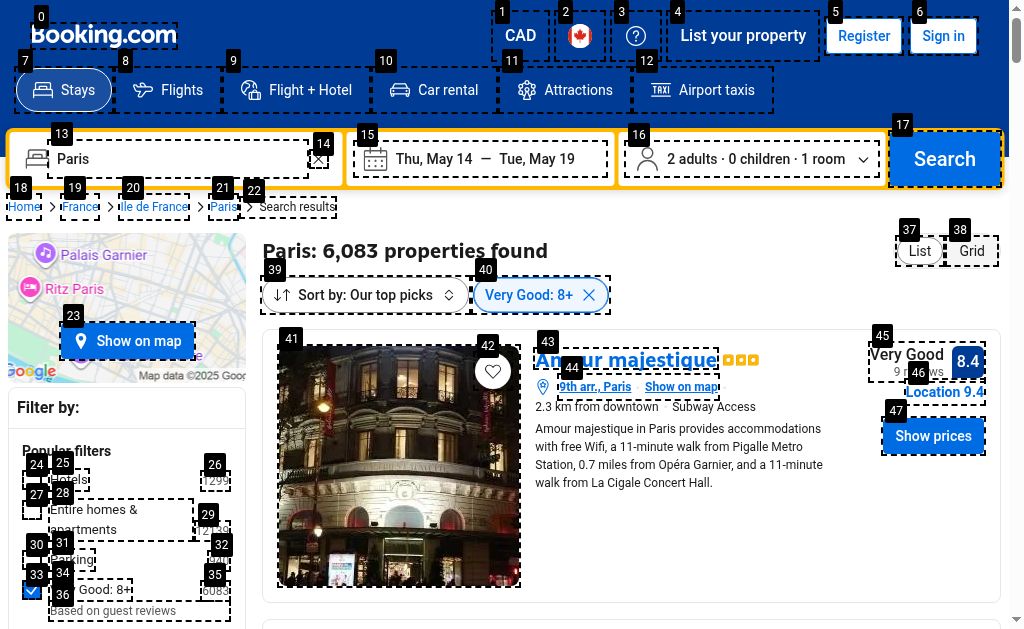 Booking.com
CAD
List your property
Register
Sign in
Stays
Flights
Flight + Hotel
Car rental
Attractions
Airport taxis
Paris
Thu, May 14 — Tue, May 19
2 adults · 0 children · 1 room
Search
Home
France
Ile de France
Paris
Search results
Palais Garnier
Ritz Paris
Show on map
Google
Map data ©2025 Goo
Filter by:
Popular filters
Hotels
1299
Entire homes &
apartments
12139
Parking
Very Good: 8+
6083
Based on guest reviews
Paris: 6,083 properties found
List
Grid
Sort by: Our top picks
Very Good: 8+
Amour majestique
9th arr., Paris
Show on map
2.3 km from downtown · Subway Access
Amour majestique in Paris provides accommodations
with free Wifi, a 11-minute walk from Pigalle Metro
Station, 0.7 miles from Opéra Garnier, and a 11-minute
walk from La Cigale Concert Hall.
Very Good
8.4
Location 9.4
Show prices
0
1
2
3
4
5
6
7
8
9
10
11
12
13
14
15
16
17
18
19
20
21
22
23
24
25
26
27
28
29
30
31
32
33
34
35
36
37
38
39
40
41
42
43
44
45
46
47